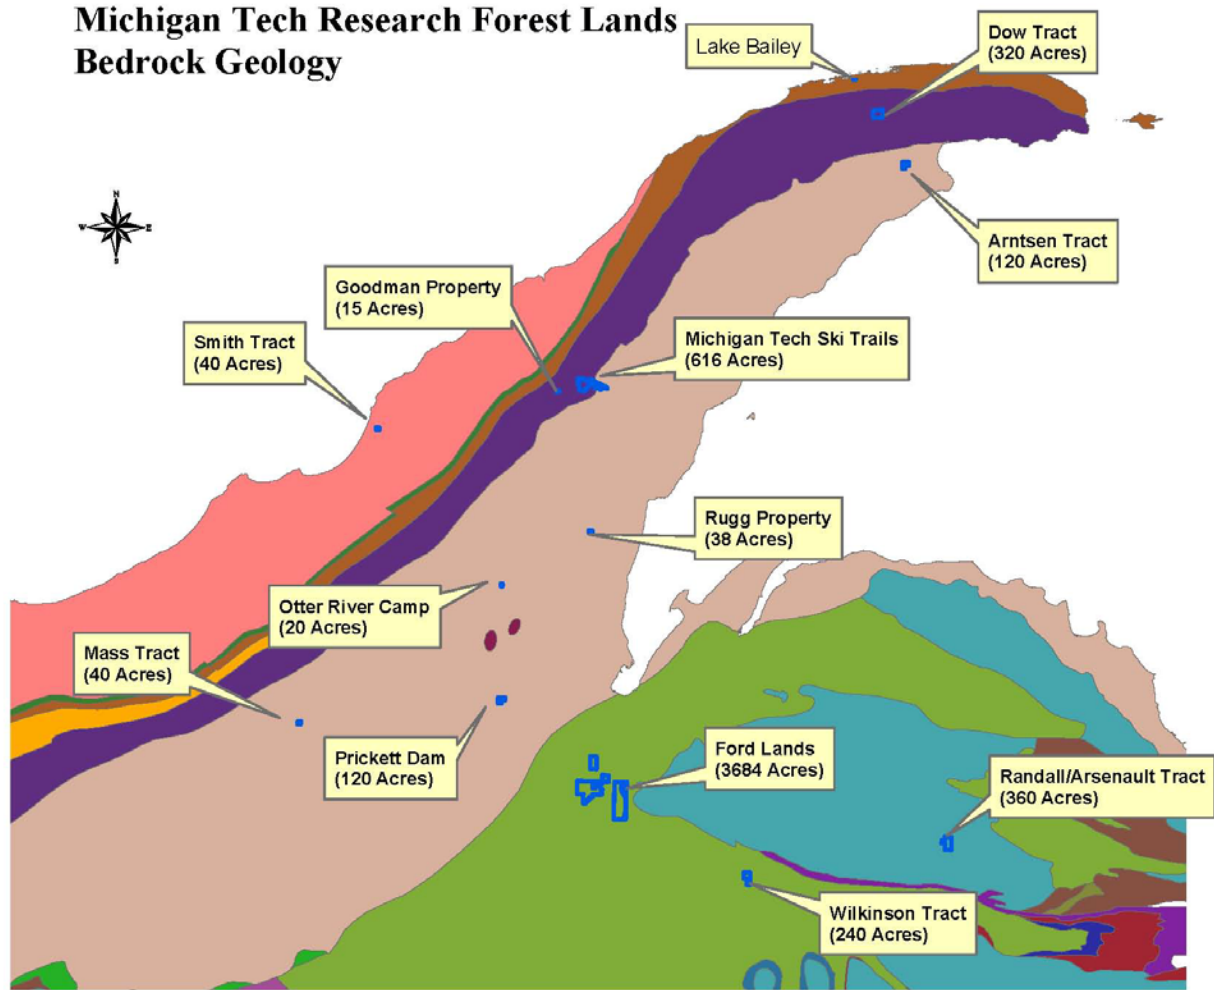 Michigan Tech Research Forest Lands
Bedrock Geology
Lake Bailey
Dow Tract
(320 Acres)
N
W
E
S
Arntsen Tract
(120 Acres)
Goodman Property
(15 Acres)
Smith Tract
(40 Acres)
Michigan Tech Ski Trails
(616 Acres)
Rugg Property
(38 Acres)
Otter River Camp
(20 Acres)
Mass Tract
(40 Acres)
Prickett Dam
(120 Acres)
Ford Lands
(3684 Acres)
Randall/Arsenault Tract
(360 Acres)
Wilkinson Tract
(240 Acres)